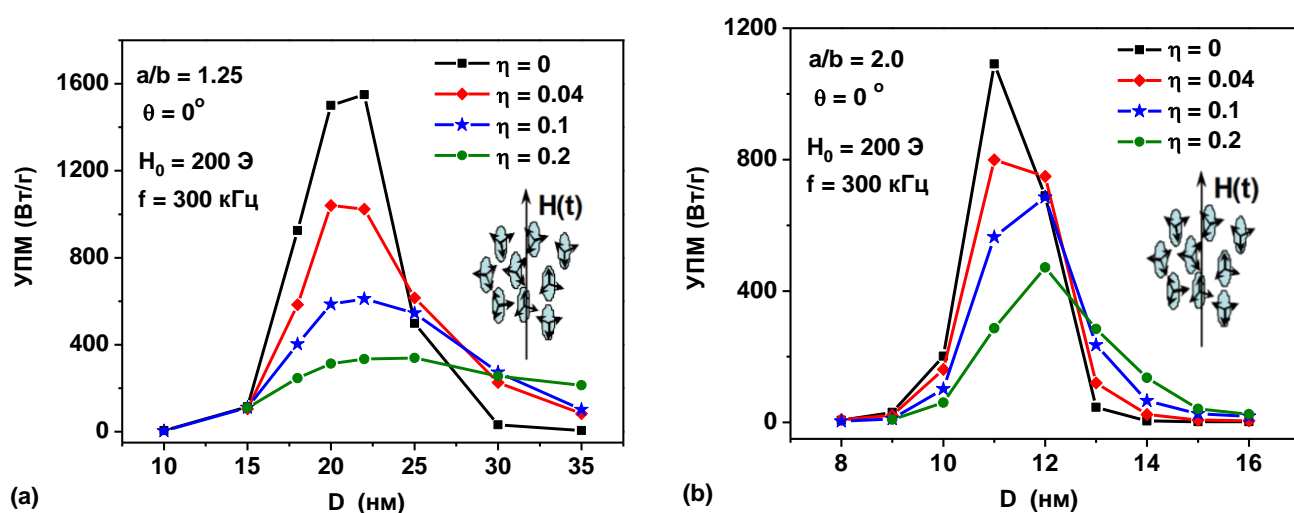 a/b = 1.25
θ = 0°
H₀ = 200 Э
f = 300 кГц
η = 0
η = 0.04
η = 0.1
η = 0.2
H(t)
УПМ (Вт/г)
1600
1200
800
400
0
10 15 20 25 30 35
D (нм)
(a)
a/b = 2.0
θ = 0 °
H₀ = 200 Э
f = 300 кГц
η = 0
η = 0.04
η = 0.1
η = 0.2
H(t)
УПМ (Вт/г)
1200
800
400
0
8 10 12 14 16
D (нм)
(b)